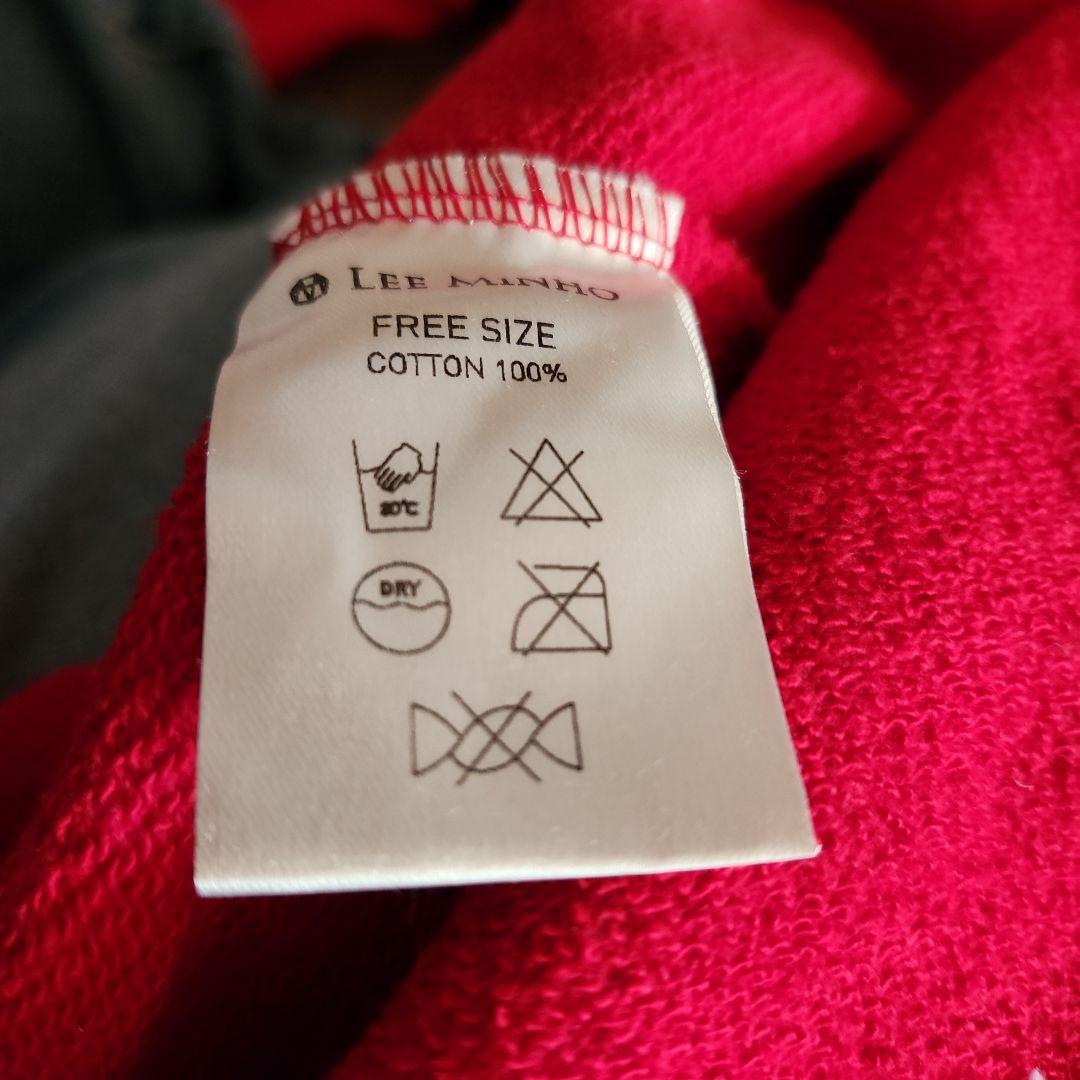 LEE MINHO
FREE SIZE
COTTON 100%
30℃
DRY